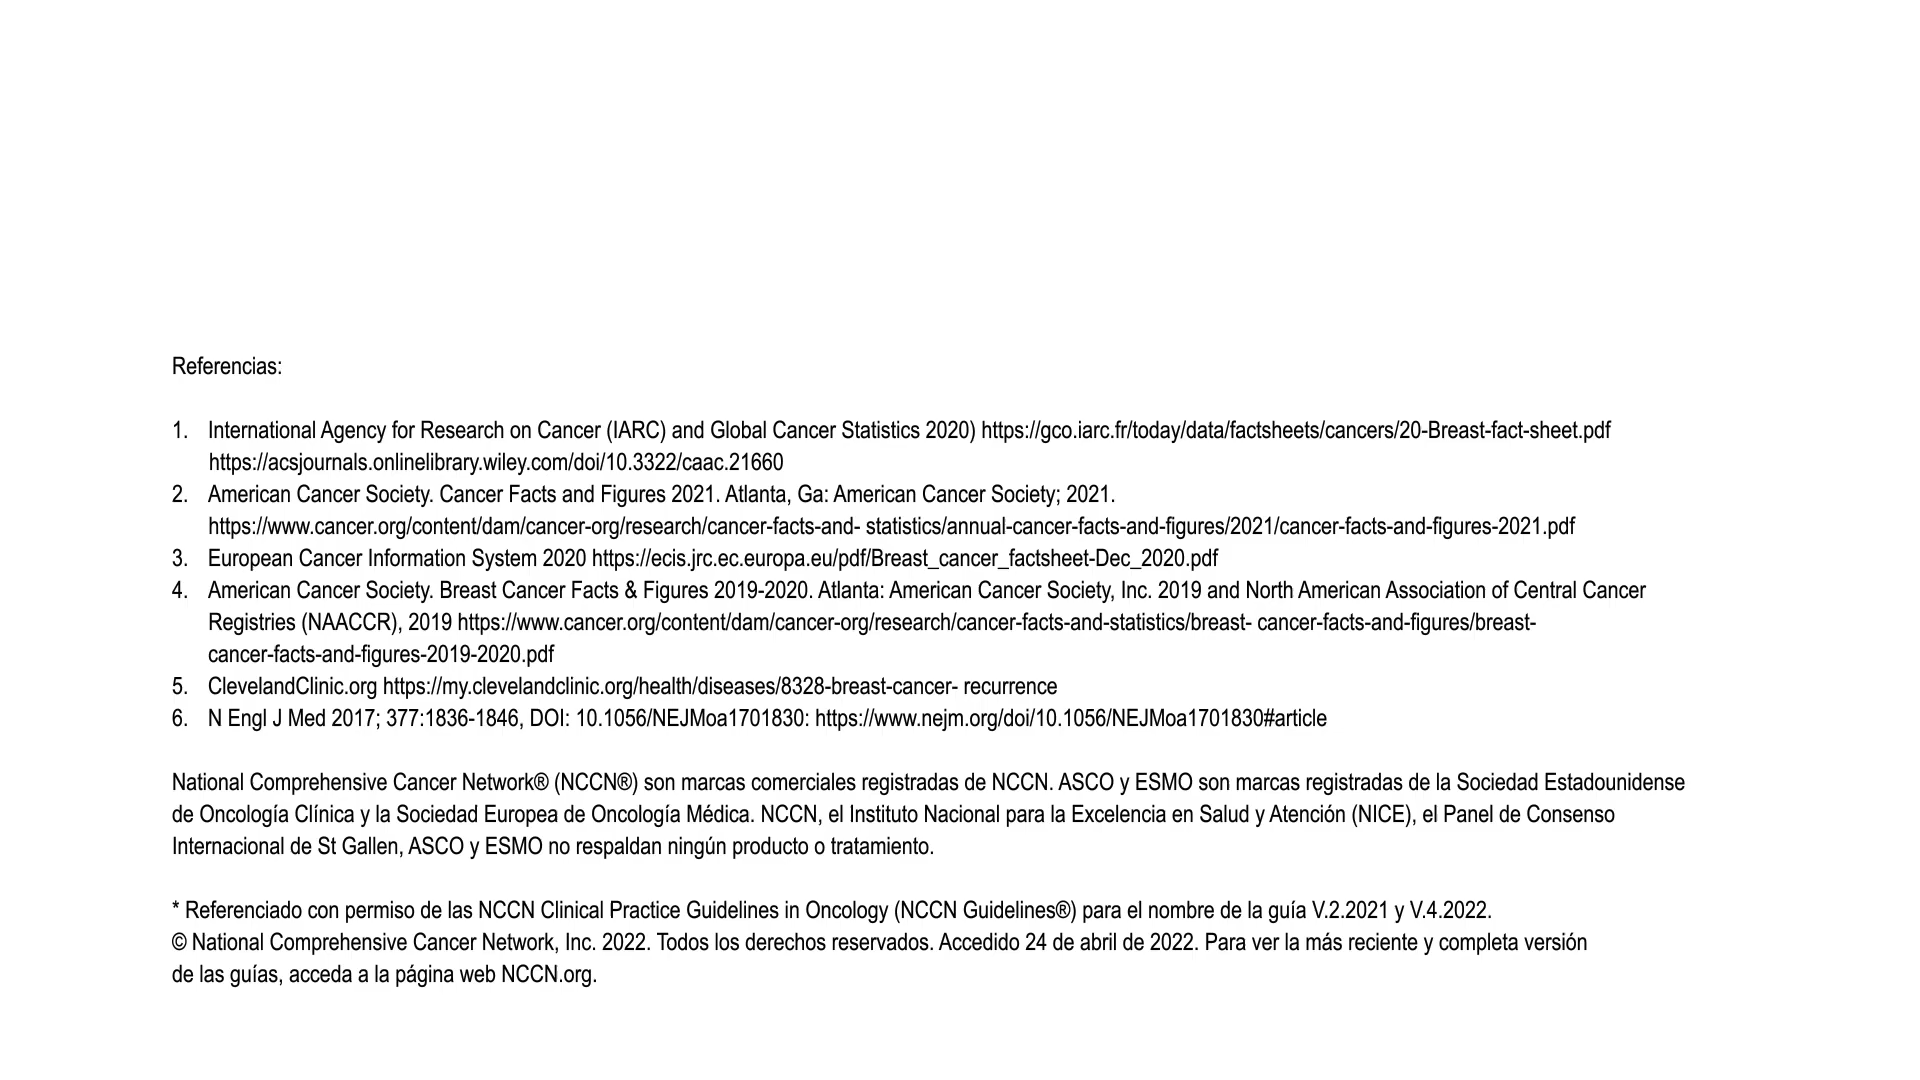 Referencias:
1. International Agency for Research on Cancer (IARC) and Global Cancer Statistics 2020) https://gco.iarc.fr/today/data/factsheets/cancers/20-Breast-fact-sheet.pdf
https://acsjournals.onlinelibrary.wiley.com/doi/10.3322/caac.21660
2. American Cancer Society. Cancer Facts and Figures 2021. Atlanta, Ga: American Cancer Society; 2021.
https://www.cancer.org/content/dam/cancer-org/research/cancer-facts-and- statistics/annual-cancer-facts-and-figures/2021/cancer-facts-and-figures-2021.pdf
3. European Cancer Information System 2020 https://ecis.jrc.ec.europa.eu/pdf/Breast_cancer_factsheet-Dec_2020.pdf
4. American Cancer Society. Breast Cancer Facts & Figures 2019-2020. Atlanta: American Cancer Society, Inc. 2019 and North American Association of Central Cancer
Registries (NAACCR), 2019 https://www.cancer.org/content/dam/cancer-org/research/cancer-facts-and-statistics/breast- cancer-facts-and-figures/breast-
cancer-facts-and-figures-2019-2020.pdf
5. ClevelandClinic.org https://my.clevelandclinic.org/health/diseases/8328-breast-cancer- recurrence
6. N Engl J Med 2017; 377:1836-1846, DOI: 10.1056/NEJMoa1701830: https://www.nejm.org/doi/10.1056/NEJMoa1701830#article
National Comprehensive Cancer Network® (NCCN®) son marcas comerciales registradas de NCCN. ASCO y ESMO son marcas registradas de la Sociedad Estadounidense
de Oncología Clínica y la Sociedad Europea de Oncología Médica. NCCN, el Instituto Nacional para la Excelencia en Salud y Atención (NICE), el Panel de Consenso
Internacional de St Gallen, ASCO y ESMO no respaldan ningún producto o tratamiento.
* Referenciado con permiso de las NCCN Clinical Practice Guidelines in Oncology (NCCN Guidelines®) para el nombre de la guía V.2.2021 y V.4.2022.
© National Comprehensive Cancer Network, Inc. 2022. Todos los derechos reservados. Accedido 24 de abril de 2022. Para ver la más reciente y completa versión
de las guías, acceda a la página web NCCN.org.